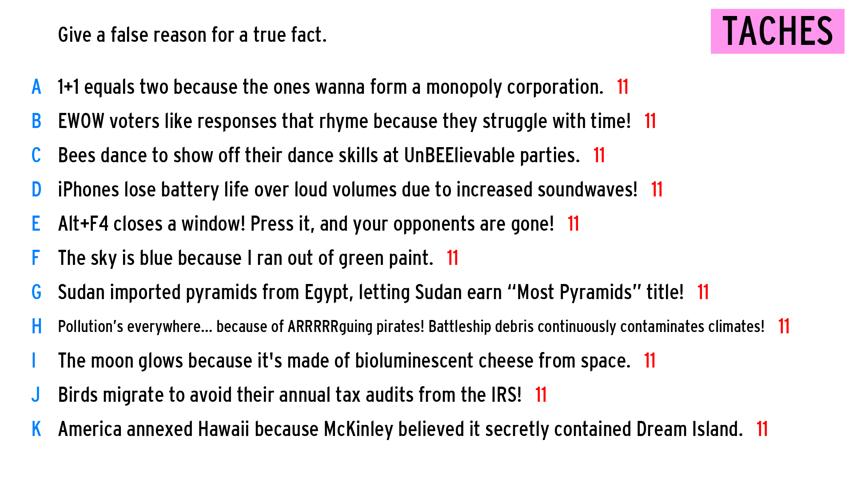 Give a false reason for a true fact.
TACHES
A 1+1 equals two because the ones wanna form a monopoly corporation. 11
B EWOW voters like responses that rhyme because they struggle with time! 11
C Bees dance to show off their dance skills at UnBEElievable parties. 11
D iPhones lose battery life over loud volumes due to increased soundwaves! 11
E Alt+F4 closes a window! Press it, and your opponents are gone! 11
F The sky is blue because I ran out of green paint. 11
G Sudan imported pyramids from Egypt, letting Sudan earn “Most Pyramids” title! 11
H Pollution's everywhere... because of ARRRRRguing pirates! Battleship debris continuously contaminates climates! 11
I The moon glows because it's made of bioluminescent cheese from space. 11
J Birds migrate to avoid their annual tax audits from the IRS! 11
K America annexed Hawaii because McKinley believed it secretly contained Dream Island. 11